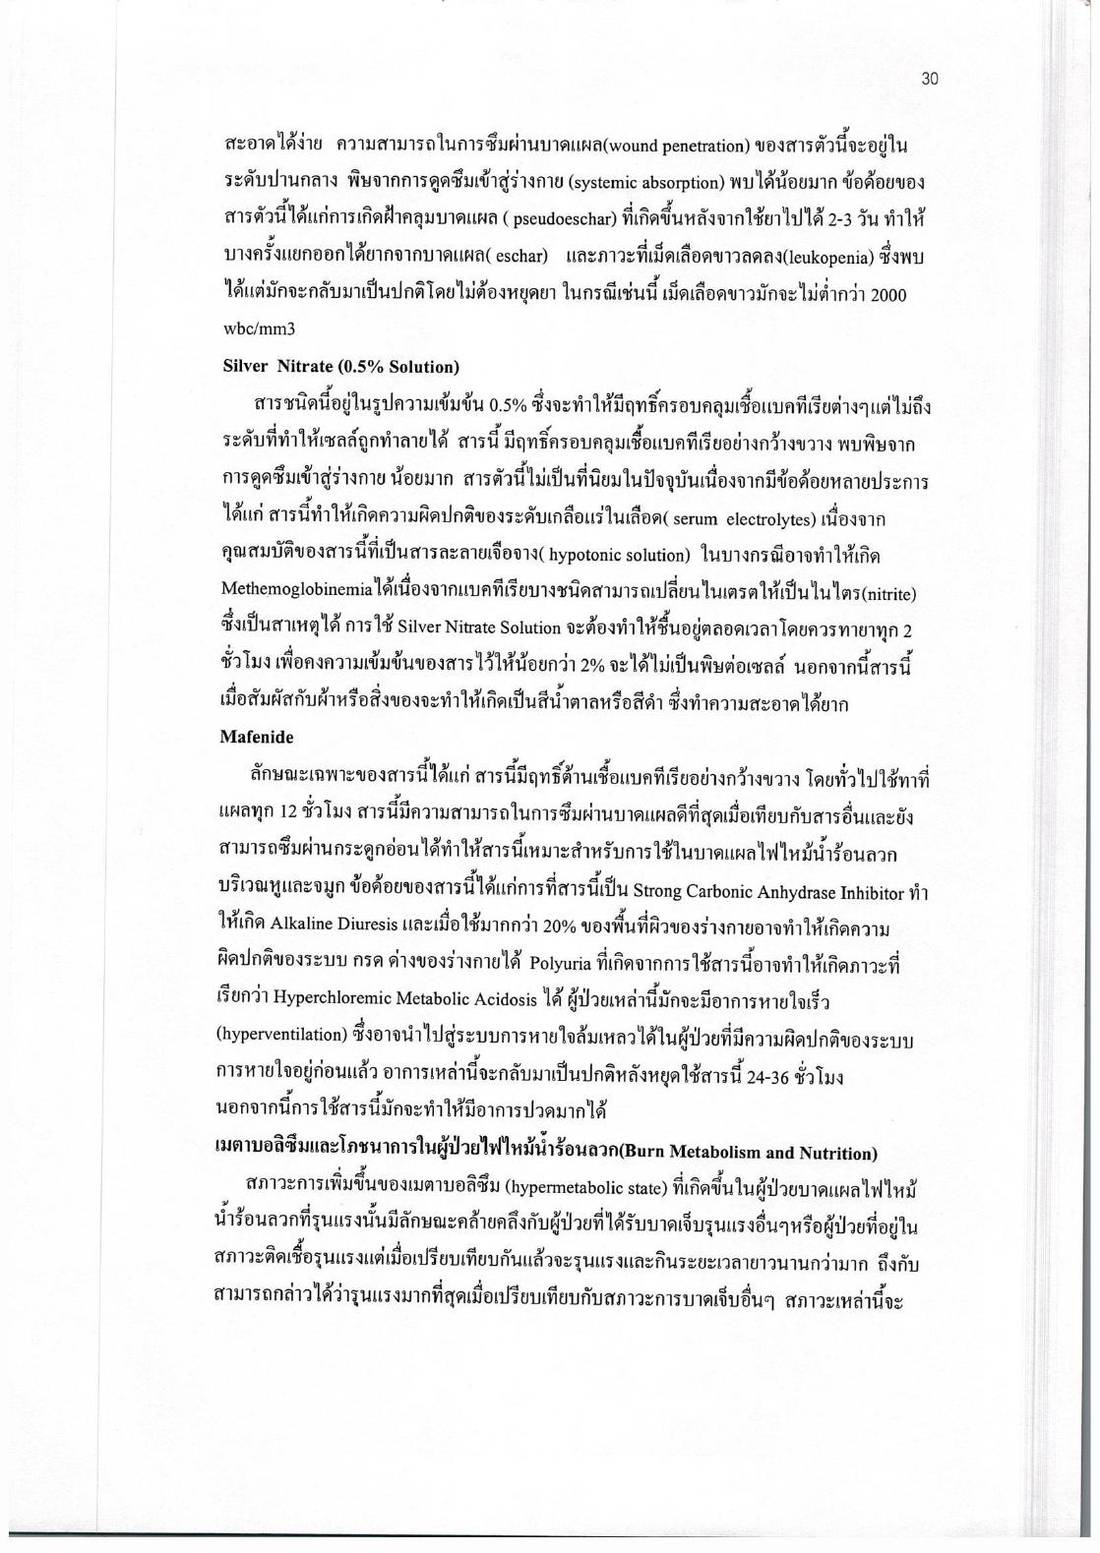 30
สะอาดได้ง่าย ความสามารถในการซึมผ่านบาดแผล(wound penetration) ของสารตัวนี้จะอยู่ใน
ระดับปานกลาง พิษจากการดูดซึมเข้าสู่ร่างกาย (systemic absorption) พบได้น้อยมาก ข้อด้อยของ
สารตัวนี้ได้แก่การเกิดฝ้าคลุมบาดแผล ( pseudoeschar) ที่เกิดขึ้นหลังจากใช้ยาไปได้ 2-3 วัน ทำให้
บางครั้งแยกออกได้ยากจากบาดแผล( eschar) และภาวะที่เม็ดเลือดขาวลดลง(leukopenia) ซึ่งพบ
ได้แต่มักจะกลับมาเป็นปกติโดยไม่ต้องหยุดยา ในกรณีเช่นนี้ เม็ดเลือดขาวมักจะไม่ต่ำกว่า 2000
wbc/mm3
Silver Nitrate (0.5% Solution)
สารชนิดนี้อยู่ในรูปความเข้มข้น 0.5% ซึ่งจะทำให้มีฤทธิ์ครอบคลุมเชื้อแบคทีเรียต่างๆแต่ไม่ถึง
ระดับที่ทำให้เซลล์ถูกทำลายได้ สารนี้ มีฤทธิ์ครอบคลุมเชื้อแบคทีเรียอย่างกว้างขวาง พบพิษจาก
การดูดซึมเข้าสู่ร่างกาย น้อยมาก สารตัวนี้ไม่เป็นที่นิยมในปัจจุบันเนื่องจากมีข้อด้อยหลายประการ
ได้แก่ สารนี้ทำให้เกิดความผิดปกติของระดับเกลือแร่ในเลือด( serum electrolytes) เนื่องจาก
คุณสมบัติของสารนี้ที่เป็นสารละลายเจือจาง( hypotonic solution) ในบางกรณีอาจทำให้เกิด
Methemoglobinemiaได้เนื่องจากแบคทีเรียบางชนิดสามารถเปลี่ยนไนเตรตให้เป็นไนไตร(nitrite)
ซึ่งเป็นสาเหตุได้ การใช้ Silver Nitrate Solution จะต้องทำให้ชื้นอยู่ตลอดเวลาโดยควรทายาทุก 2
ชั่วโมง เพื่อคงความเข้มข้นของสารไว้ให้น้อยกว่า 2% จะได้ไม่เป็นพิษต่อเซลล์ นอกจากนี้สารนี้
เมื่อสัมผัสกับผ้าหรือสิ่งของจะทำให้เกิดเป็นสีน้ำตาลหรือสีดำ ซึ่งทำความสะอาดได้ยาก
Mafenide
ลักษณะเฉพาะของสารนี้ได้แก่ สารนี้มีฤทธิ์ต้านเชื้อแบคทีเรียอย่างกว้างขวาง โดยทั่วไปใช้ทาที่
แผลทุก 12 ชั่วโมง สารนี้มีความสามารถในการซึมผ่านบาดแผลดีที่สุดเมื่อเทียบกับสารอื่นและยัง
สามารถซึมผ่านกระดูกอ่อนได้ทำให้สารนี้เหมาะสำหรับการใช้ในบาดแผลไฟไหม้น้ำร้อนลวก
บริเวณหูและจมูก ข้อด้อยของสารนี้ได้แก่การที่สารนี้เป็น Strong Carbonic Anhydrase Inhibitor ทำ
ให้เกิด Alkaline Diuresis และเมื่อใช้มากกว่า 20% ของพื้นที่ผิวของร่างกายอาจทำให้เกิดความ
ผิดปกติของระบบ กรด ด่างของร่างกายได้ Polyuria ที่เกิดจากการใช้สารนี้อาจทำให้เกิดภาวะที่
เรียกว่า Hyperchloremic Metabolic Acidosis ได้ ผู้ป่วยเหล่านี้มักจะมีอาการหายใจเร็ว
(hyperventilation) ซึ่งอาจนำไปสู่ระบบการหายใจล้มเหลวได้ในผู้ป่วยที่มีความผิดปกติของระบบ
การหายใจอยู่ก่อนแล้ว อาการเหล่านี้จะกลับมาเป็นปกติหลังหยุดใช้สารนี้ 24-36 ชั่วโมง
นอกจากนี้การใช้สารนี้มักจะทำให้มีอาการปวดมากได้
เมตาบอลิซึมและโภชนาการในผู้ป่วยไฟไหม้น้ำร้อนลวก(Burn Metabolism and Nutrition)
สภาวะการเพิ่มขึ้นของเมตาบอลิซึม (hypermetabolic state) ที่เกิดขึ้นในผู้ป่วยบาดแผลไฟไหม้
น้ำร้อนลวกที่รุนแรงนั้นมีลักษณะคล้ายคลึงกับผู้ป่วยที่ได้รับบาดเจ็บรุนแรงอื่นๆหรือผู้ป่วยที่อยู่ใน
สภาวะติดเชื้อรุนแรงแต่เมื่อเปรียบเทียบกันแล้วจะรุนแรงและกินระยะเวลายาวนานกว่ามาก ถึงกับ
สามารถกล่าวได้ว่ารุนแรงมากที่สุดเมื่อเปรียบเทียบกับสภาวะการบาดเจ็บอื่นๆ สภาวะเหล่านี้จะ